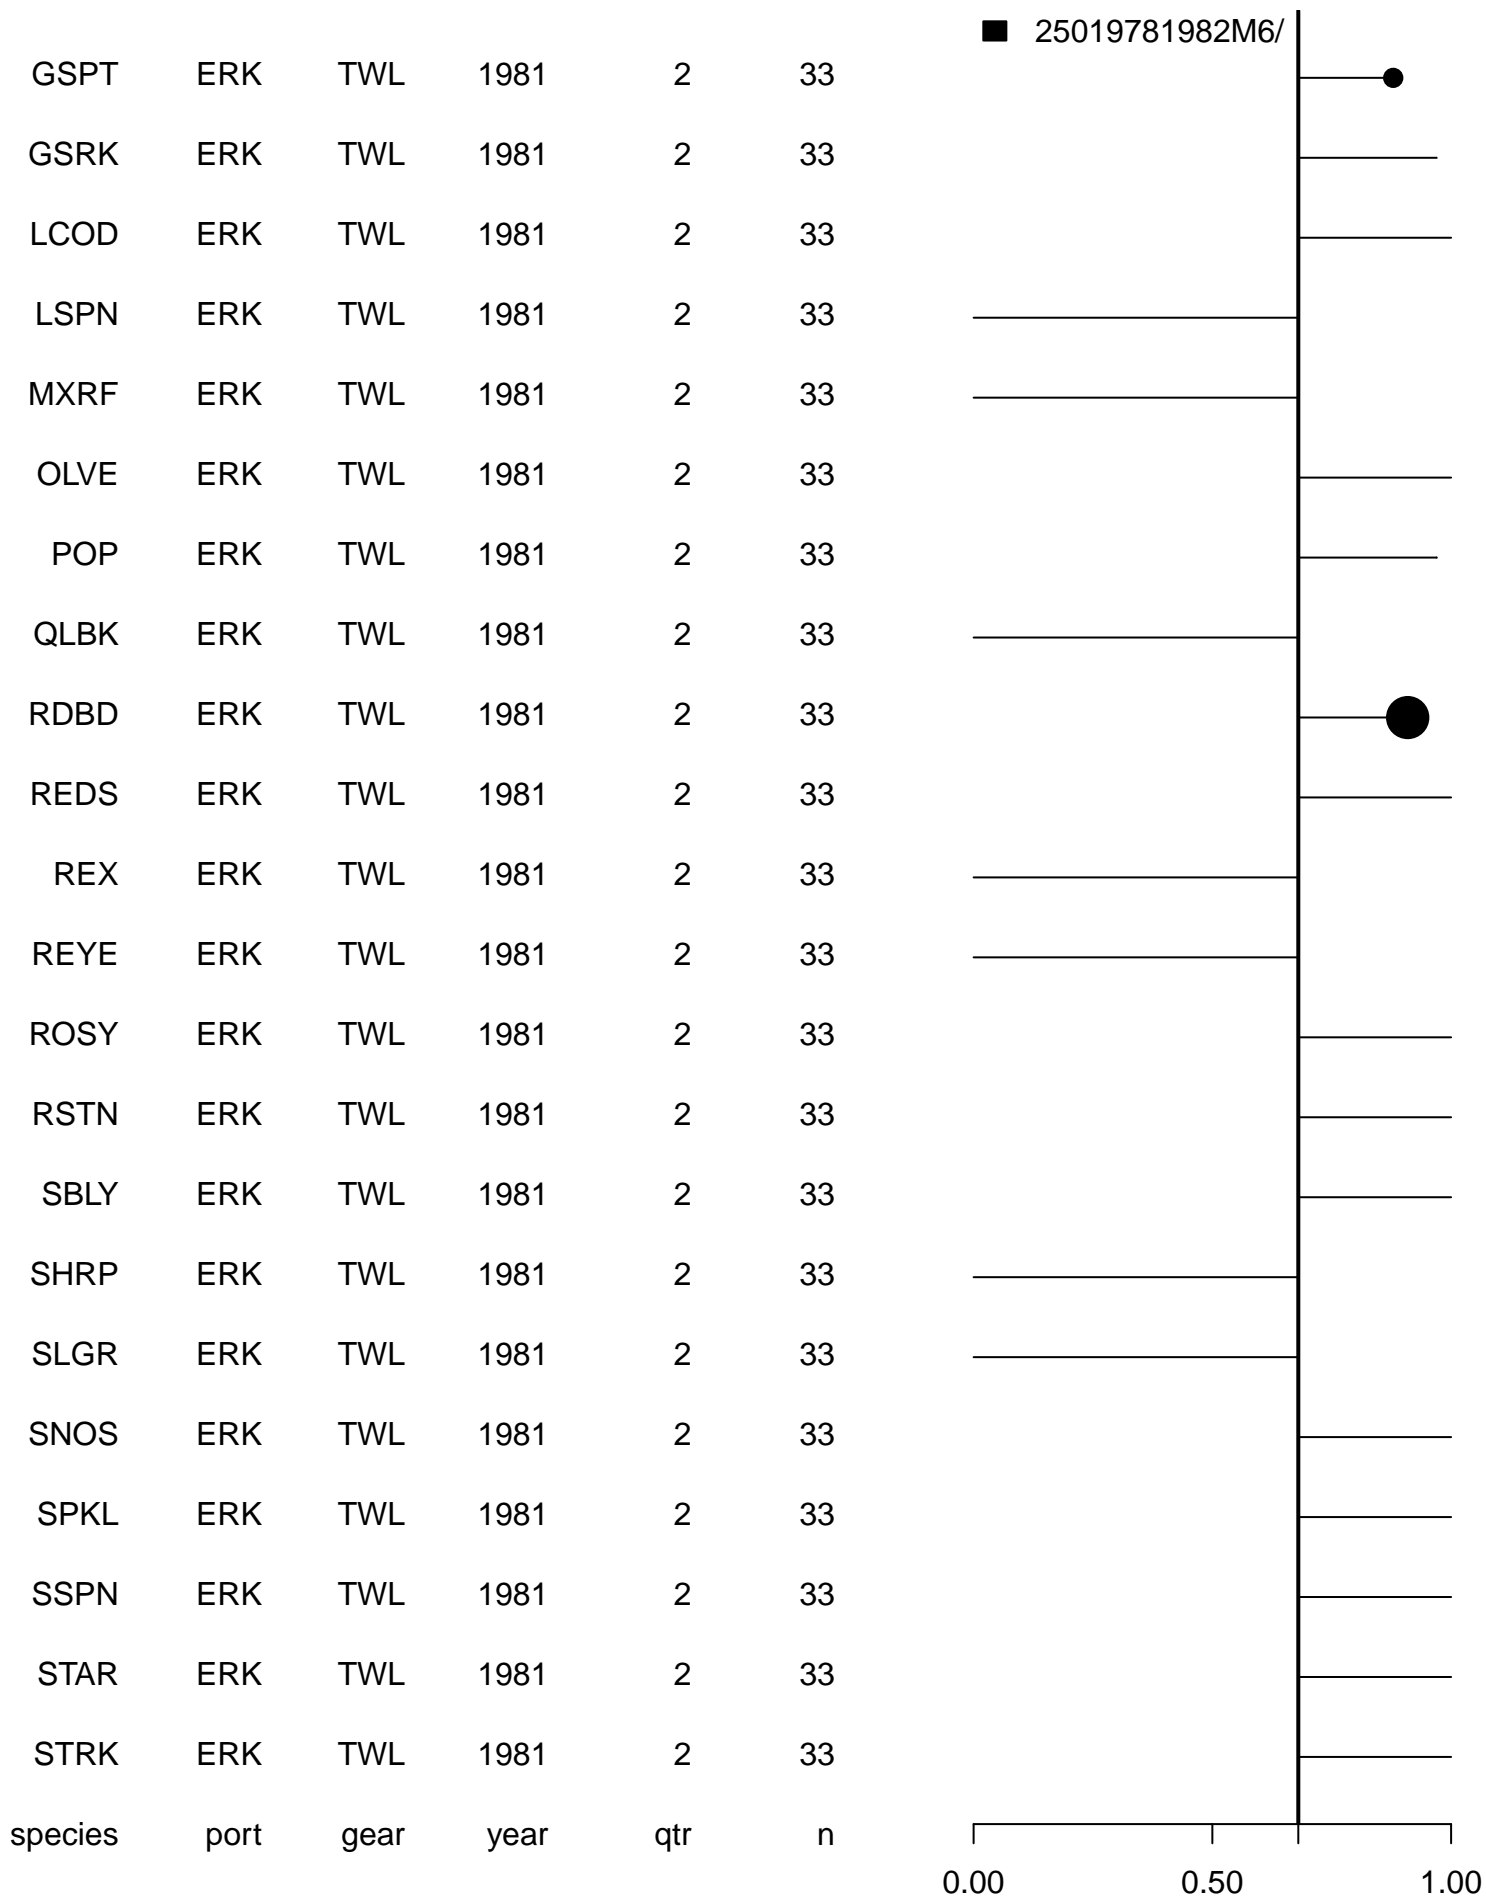 25019781982M6/
GSPT ERK TWL 1981 2 33
GSRK ERK TWL 1981 2 33
LCOD ERK TWL 1981 2 33
LSPN ERK TWL 1981 2 33
MXRF ERK TWL 1981 2 33
OLVE ERK TWL 1981 2 33
POP ERK TWL 1981 2 33
QLBK ERK TWL 1981 2 33
RDBD ERK TWL 1981 2 33
REDS ERK TWL 1981 2 33
REX ERK TWL 1981 2 33
REYE ERK TWL 1981 2 33
ROSY ERK TWL 1981 2 33
RSTN ERK TWL 1981 2 33
SBLY ERK TWL 1981 2 33
SHRP ERK TWL 1981 2 33
SLGR ERK TWL 1981 2 33
SNOS ERK TWL 1981 2 33
SPKL ERK TWL 1981 2 33
SSPN ERK TWL 1981 2 33
STAR ERK TWL 1981 2 33
STRK ERK TWL 1981 2 33
species port gear year qtr n
0.00 0.50 1.00